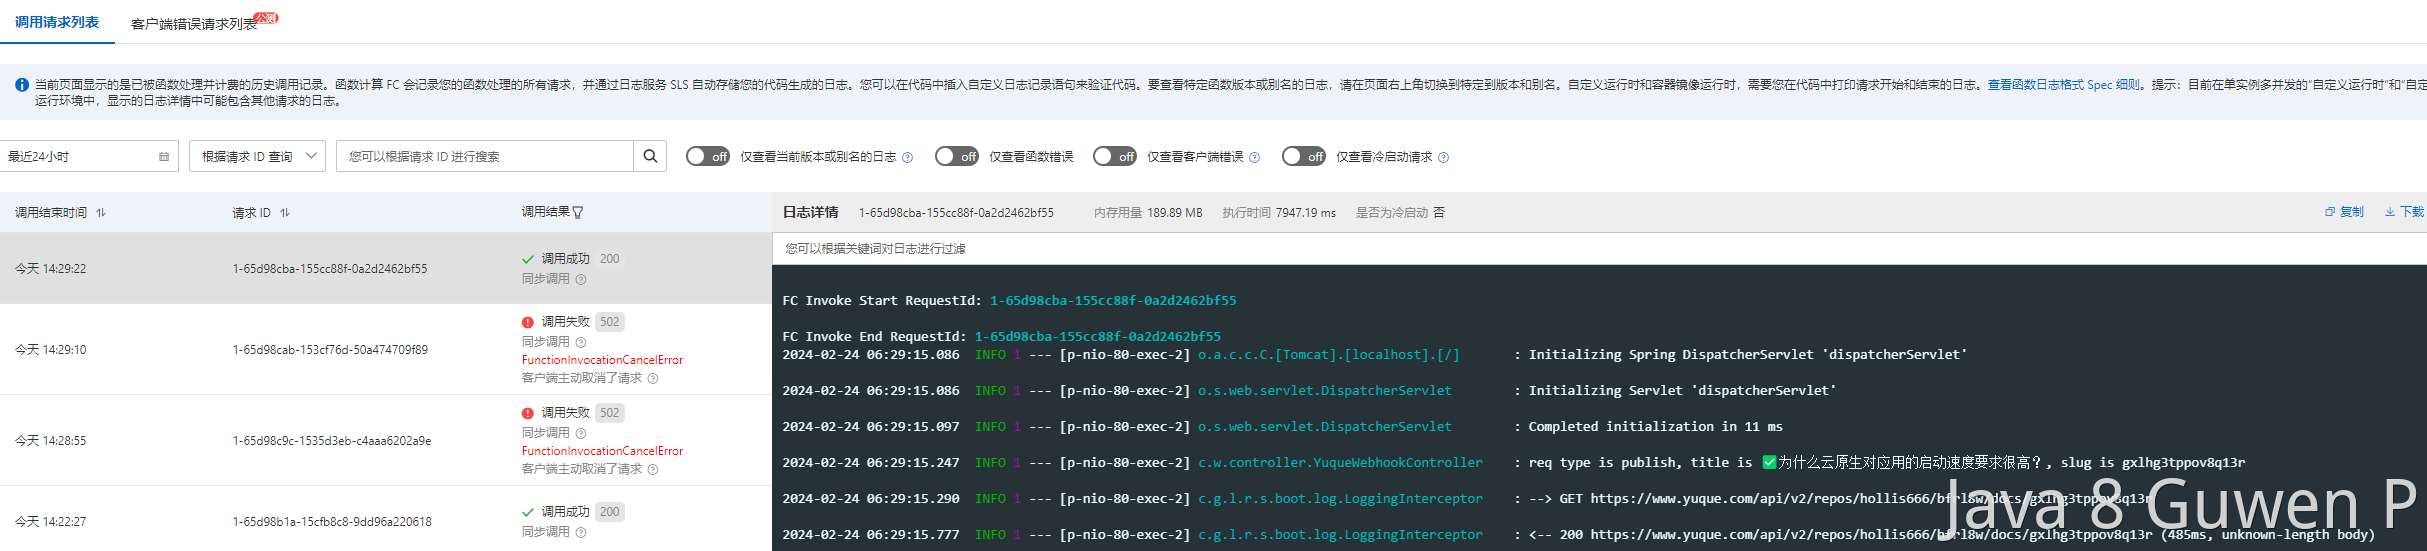 调用请求列表
客户端错误请求列表 公测
当前页面显示的是已被函数处理并计费的历史调用记录。函数计算 FC 会记录您的函数处理的所有请求，并通过日志服务 SLS 自动存储您的代码生成的日志。您可以在代码中插入自定义日志记录语句来验证代码。要查看特定函数版本或别名的日志，请在页面右上角切换到特定到版本和别名。自定义运行时和容器镜像运行时，需要您在代码中打印请求开始和结束的日志。查看函数日志格式 Spec 细则。提示：目前在单实例多并发的"自定义运行时"和"自定
运行环境中，显示的日志详情中可能包含其他请求的日志。
最近24小时 根据请求 ID 查询 您可以根据请求 ID 进行搜索 off 仅查看当前版本或别名的日志 off 仅查看函数错误 off 仅查看客户端错误 off 仅查看冷启动请求
调用结束时间 请求 ID 调用结果
今天 14:29:22 1-65d98cba-155cc88f-0a2d2462bf55 调用成功 200
同步调用
今天 14:29:10 1-65d98cab-153cf76d-50a474709f89 调用失败 502
同步调用
FunctionInvocationCancelError
客户端主动取消了请求
今天 14:28:55 1-65d98c9c-1535d3eb-c4aaa6202a9e 调用失败 502
同步调用
FunctionInvocationCancelError
客户端主动取消了请求
今天 14:22:27 1-65d98b1a-15cfb8c8-9dd96a220618 调用成功 200
同步调用
日志详情 1-65d98cba-155cc88f-0a2d2462bf55 内存用量 189.89 MB 执行时间 7947.19 ms 是否为冷启动 否 复制 下载
您可以根据关键词对日志进行过滤
FC Invoke Start RequestId: 1-65d98cba-155cc88f-0a2d2462bf55
FC Invoke End RequestId: 1-65d98cba-155cc88f-0a2d2462bf55
2024-02-24 06:29:15.086 INFO 1 --- [p-nio-80-exec-2] o.a.c.c.C.[Tomcat].[localhost].[/] : Initializing Spring DispatcherServlet 'dispatcherServlet'
2024-02-24 06:29:15.086 INFO 1 --- [p-nio-80-exec-2] o.s.web.servlet.DispatcherServlet : Initializing Servlet 'dispatcherServlet'
2024-02-24 06:29:15.097 INFO 1 --- [p-nio-80-exec-2] o.s.web.servlet.DispatcherServlet : Completed initialization in 11 ms
2024-02-24 06:29:15.247 INFO 1 --- [p-nio-80-exec-2] c.w.controller.YuqueWebhookController : req type is publish, title is ✅为什么云原生对应用的启动速度要求很高？, slug is gxlhg3tppov8q13r
2024-02-24 06:29:15.290 INFO 1 --- [p-nio-80-exec-2] c.g.l.r.s.boot.log.LoggingInterceptor : --> GET https://www.yuque.com/api/v2/repos/hollis666/bfrl8w/docs/gxlhg3tppov8q13r
2024-02-24 06:29:15.777 INFO 1 --- [p-nio-80-exec-2] c.g.l.r.s.boot.log.LoggingInterceptor : <-- 200 https://www.yuque.com/api/v2/repos/hollis666/bfrl8w/docs/gxlhg3tppov8q13r (485ms, unknown-length body)
Java 8 Guwen P